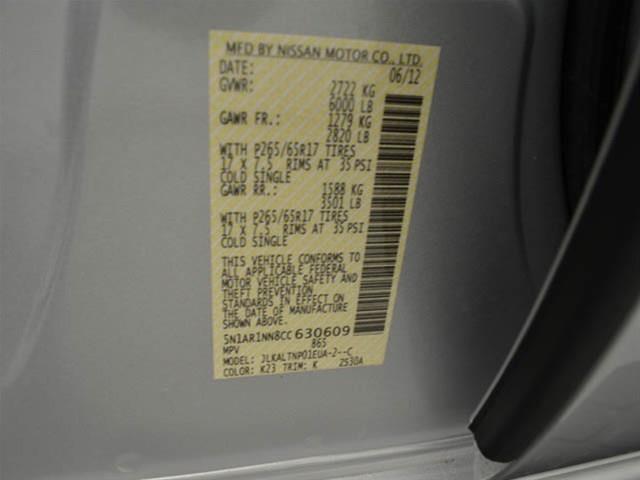 MFD BY NISSAN MOTOR CO., LTD.
DATE: 06/12
GVWR: 2722 KG
6000 LB
GAWR FR.: 1279 KG
2820 LB
WITH P265/65R17 TIRES
17 X 7.5 RIMS AT 35 PSI
COLD SINGLE
GAWR RR.: 1588 KG
3501 LB
WITH P265/65R17 TIRES
17 X 7.5 RIMS AT 35 PSI
COLD SINGLE
THIS VEHICLE CONFORMS TO
ALL APPLICABLE FEDERAL
MOTOR VEHICLE SAFETY AND
THEFT PREVENTION
STANDARDS IN EFFECT ON
THE DATE OF MANUFACTURE
SHOWN ABOVE.
5N1AR1NN8CC630609
MPV 865
MODEL: JLKALTNP01EUA-2--C
COLOR: K23 TRIM: K 2530A